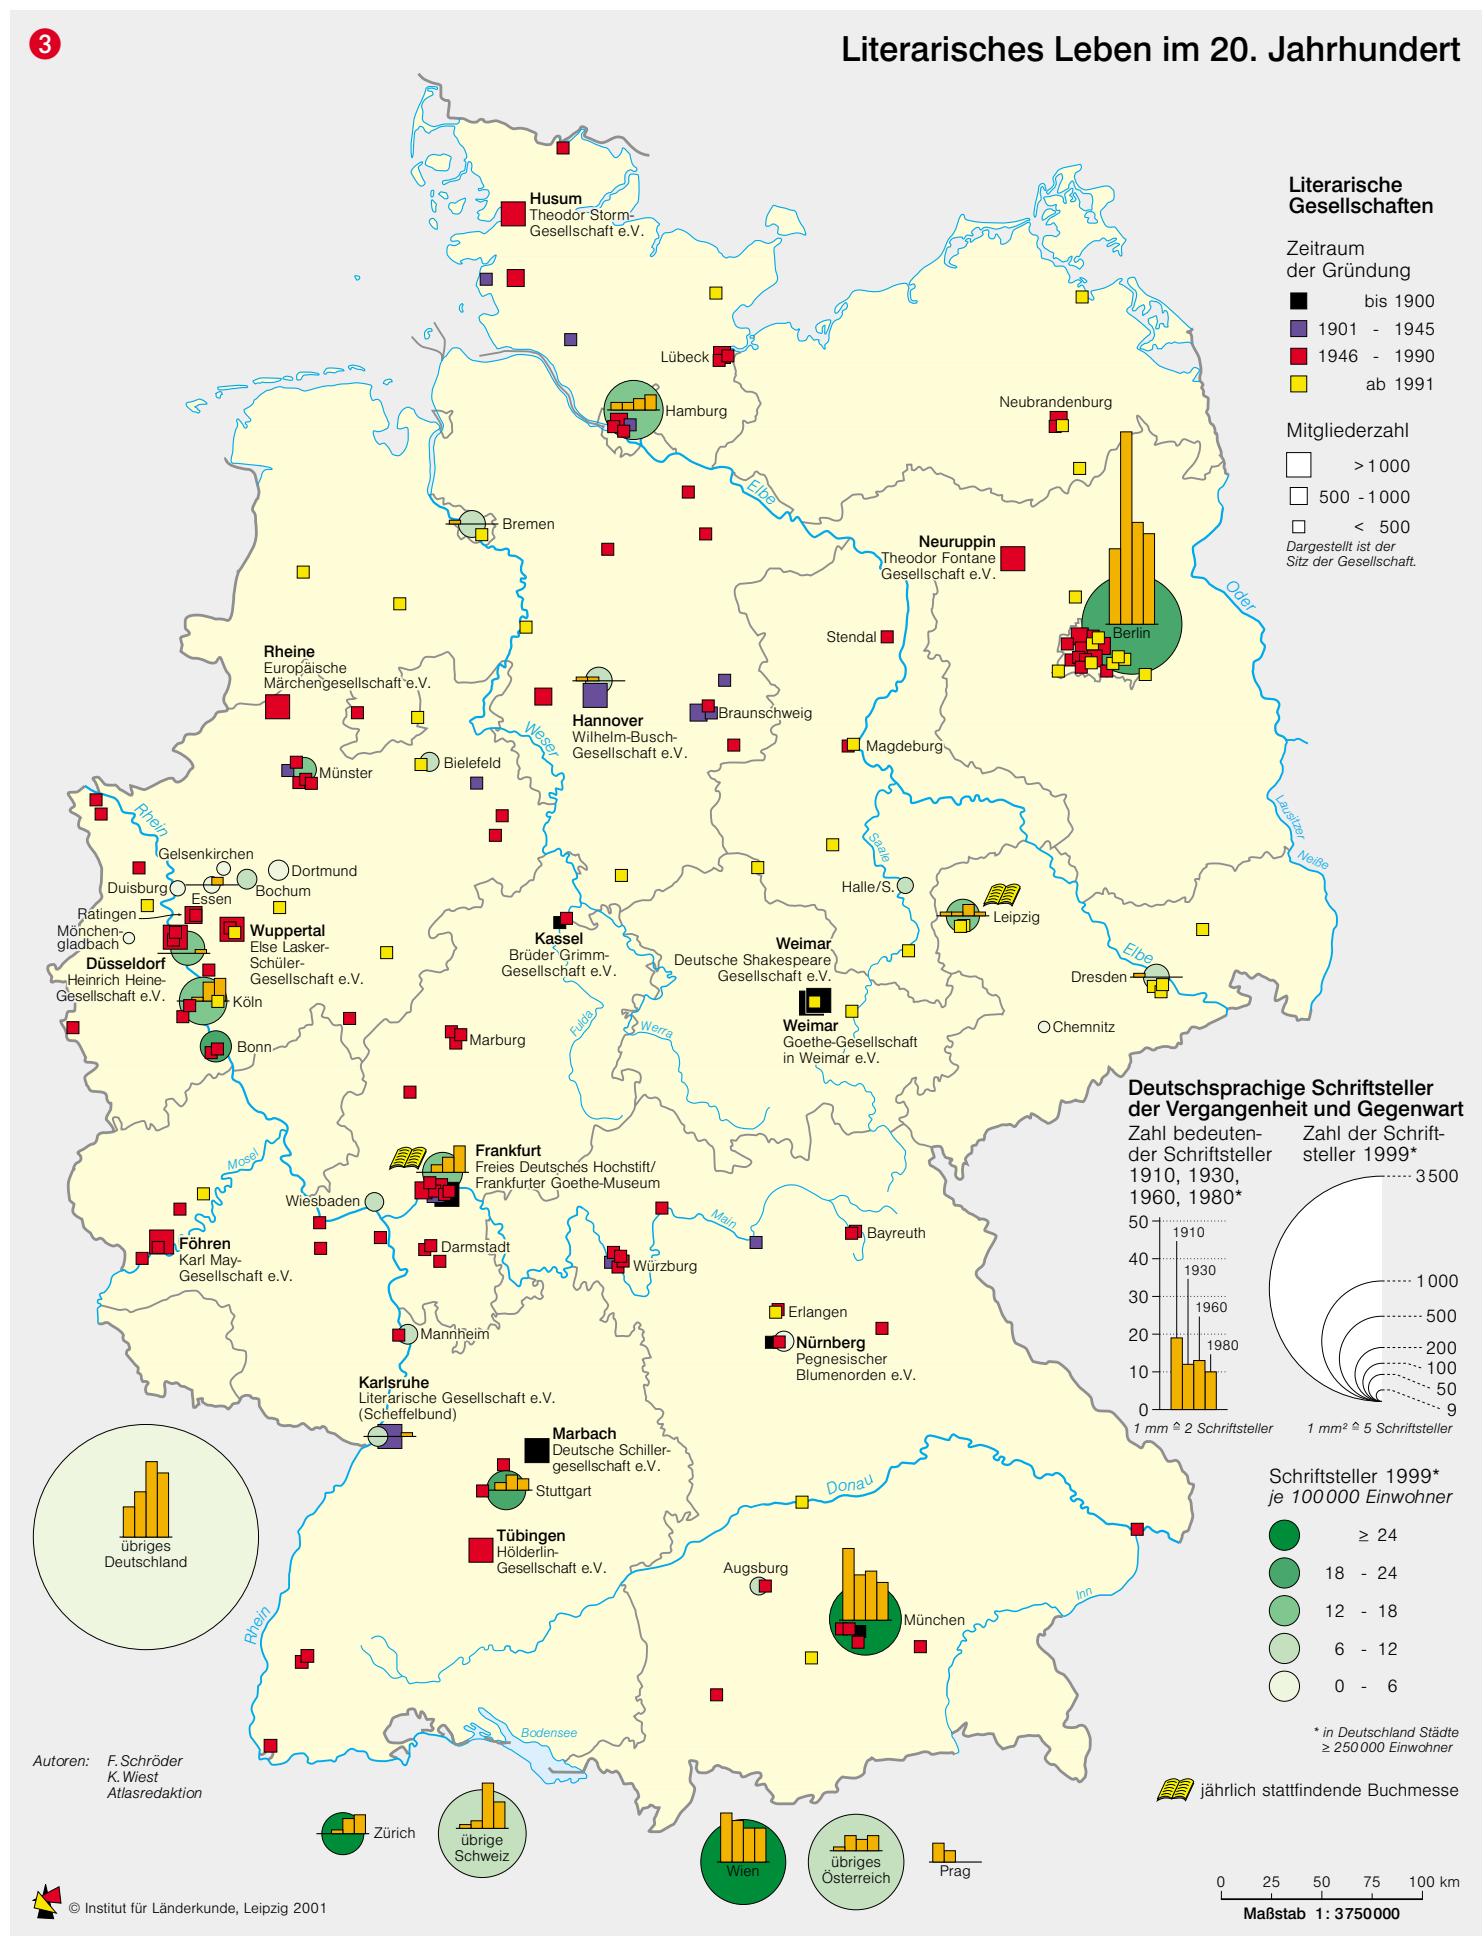 3
Literarisches Leben im 20. Jahrhundert
Literarische
Gesellschaften
Zeitraum
der Gründung
bis 1900
1901 - 1945
1946 - 1990
ab 1991
Mitgliederzahl
> 1000
500 - 1000
< 500
Dargestellt ist der
Sitz der Gesellschaft.
Husum
Theodor Storm-
Gesellschaft e.V.
Lübeck
Hamburg
Neubrandenburg
Elbe
Bremen
Neuruppin
Theodor Fontane
Gesellschaft e.V.
Oder
Berlin
Stendal
Rheine
Europäische
Märchengesellschaft e.V.
Hannover
Wilhelm-Busch-
Gesellschaft e.V.
Braunschweig
Weser
Magdeburg
Münster
Bielefeld
Rhein
Lausitzer
Neiße
Saale
Gelsenkirchen
Dortmund
Duisburg
Essen
Bochum
Ratingen
Mönchen-
gladbach
Wuppertal
Else Lasker-
Schüler-
Gesellschaft e.V.
Düsseldorf
Heinrich Heine-
Gesellschaft e.V.
Köln
Bonn
Halle/S.
Leipzig
Kassel
Brüder Grimm-
Gesellschaft e.V.
Weimar
Deutsche Shakespeare
Gesellschaft e.V.
Weimar
Goethe-Gesellschaft
in Weimar e.V.
Elbe
Dresden
Chemnitz
Fulda
Werra
Marburg
Mosel
Frankfurt
Freies Deutsches Hochstift/
Frankfurter Goethe-Museum
Wiesbaden
Main
Bayreuth
Föhren
Karl May-
Gesellschaft e.V.
Darmstadt
Würzburg
Erlangen
Mannheim
Nürnberg
Pegnesischer
Blumenorden e.V.
Karlsruhe
Literarische Gesellschaft e.V.
(Scheffelbund)
Marbach
Deutsche Schiller-
gesellschaft e.V.
Stuttgart
Donau
Tübingen
Hölderlin-
Gesellschaft e.V.
Augsburg
München
Inn
Rhein
Bodensee
übriges
Deutschland
Deutschsprachige Schriftsteller
der Vergangenheit und Gegenwart
Zahl bedeuten-
der Schriftsteller
1910, 1930,
1960, 1980*
50
40
30
20
10
0
1910
1930
1960
1980
1 mm ≙ 2 Schriftsteller
Zahl der Schrift-
steller 1999*
3500
1000
500
200
100
50
9
1 mm² ≙ 5 Schriftsteller
Schriftsteller 1999*
je 100000 Einwohner
≥ 24
18 - 24
12 - 18
6 - 12
0 - 6
* in Deutschland Städte
≥ 250000 Einwohner
jährlich stattfindende Buchmesse
Autoren: F. Schröder
K. Wiest
Atlasredaktion
Zürich
übrige
Schweiz
Wien
übriges
Österreich
Prag
© Institut für Länderkunde, Leipzig 2001
0 25 50 75 100 km
Maßstab 1 : 3750000